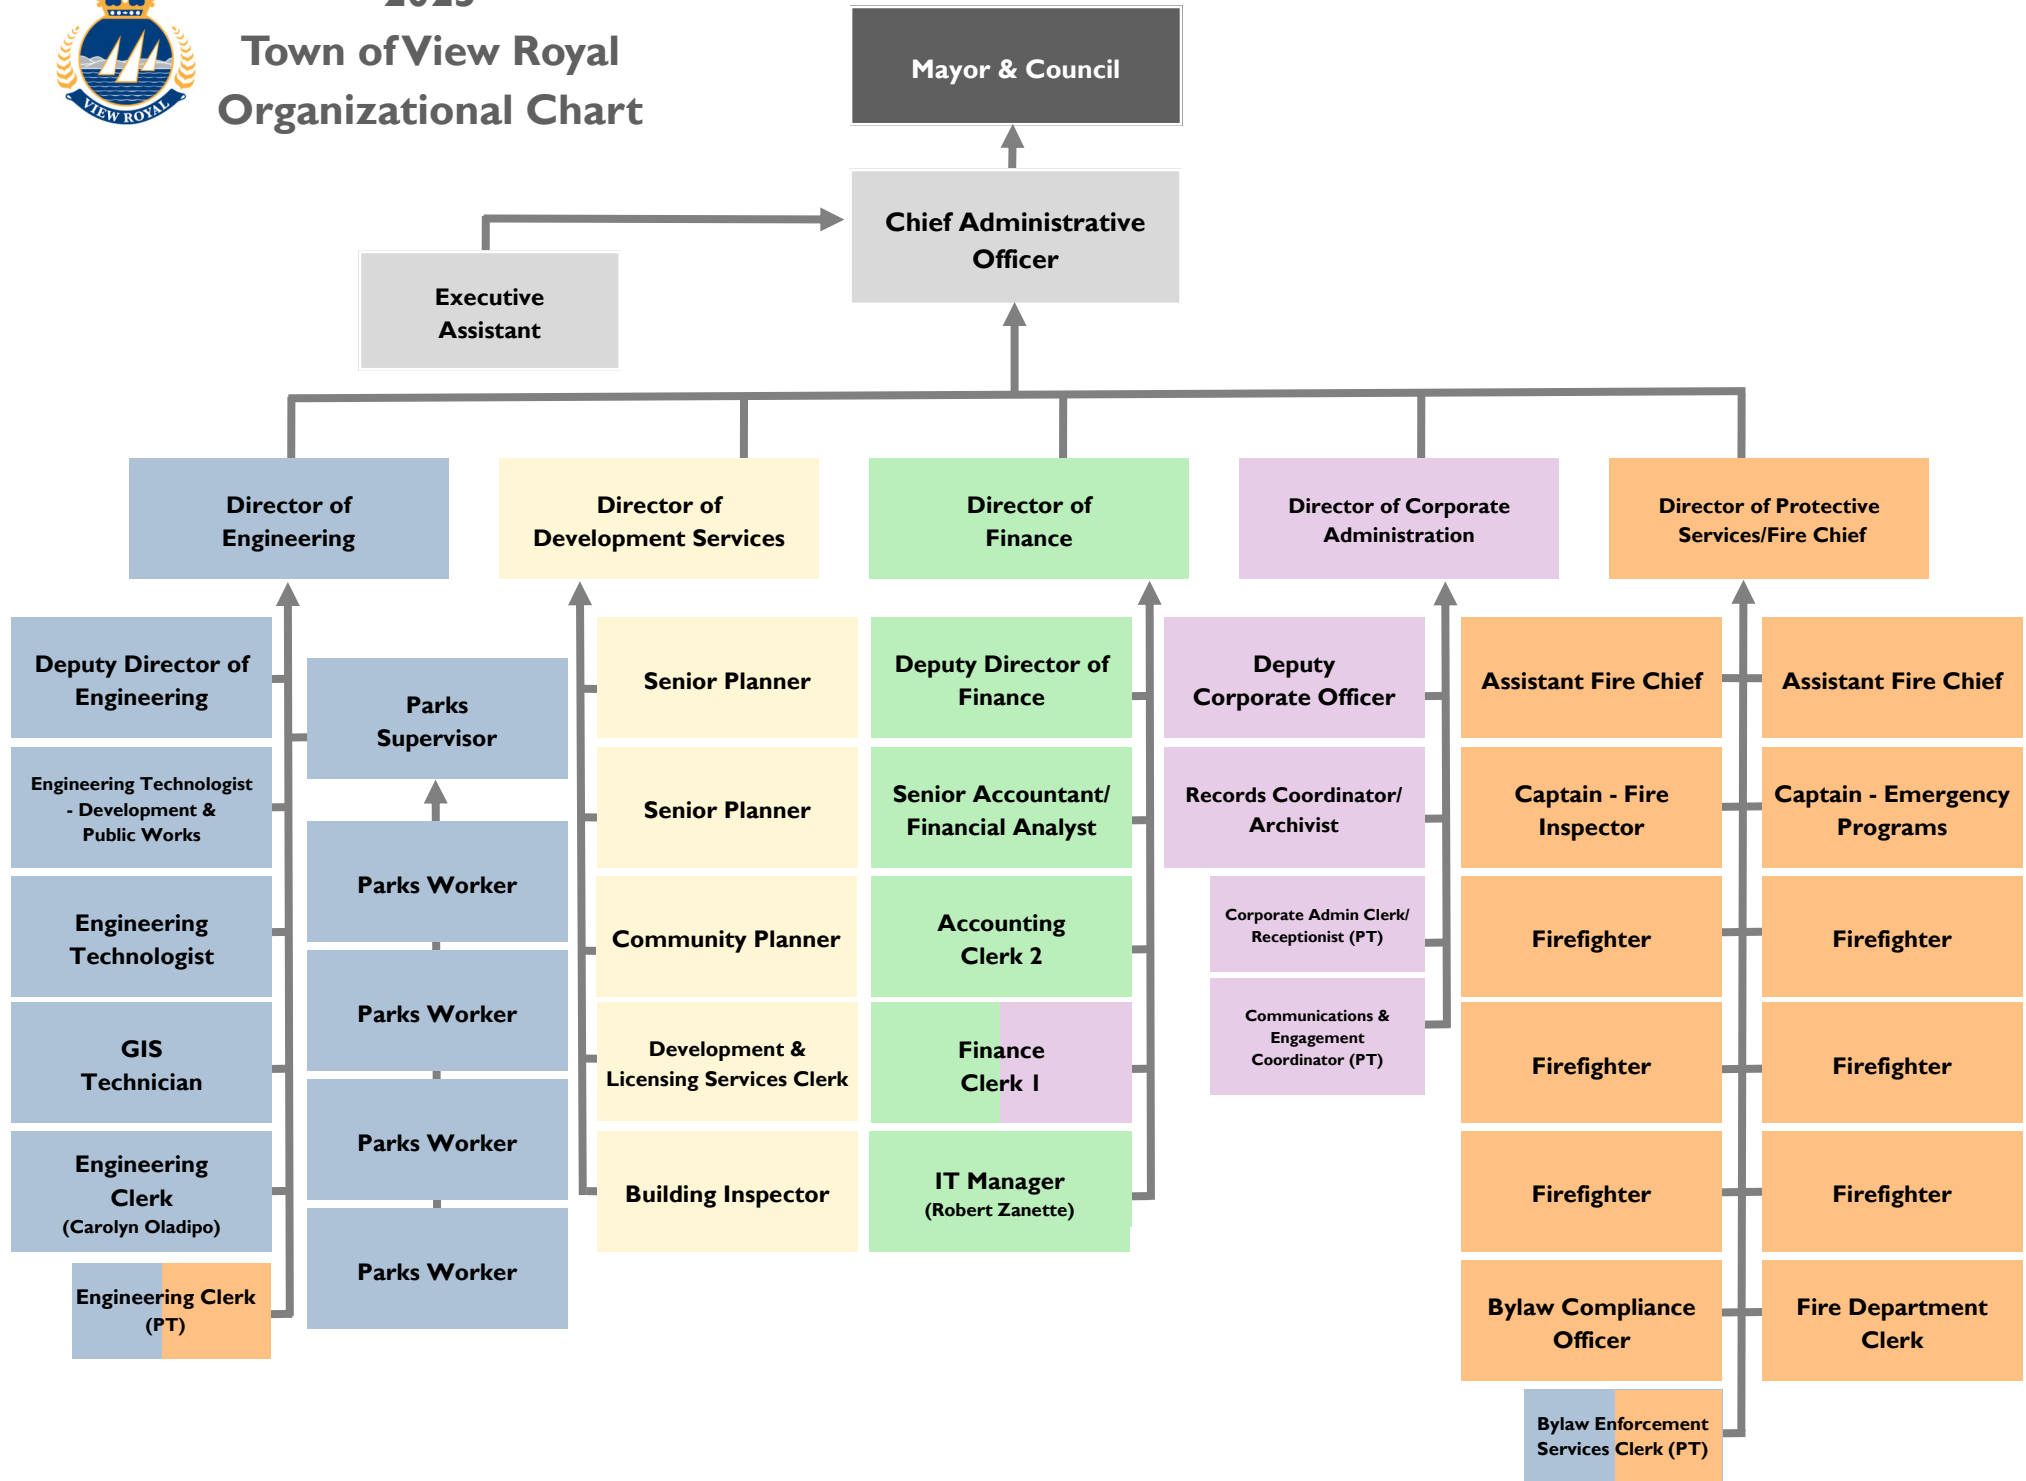 Town of View Royal
Organizational Chart
VIEW ROYAL
Mayor & Council
Chief Administrative
Officer
Executive
Assistant
Director of
Engineering
Director of
Development Services
Director of
Finance
Director of Corporate
Administration
Director of Protective
Services/Fire Chief
Deputy Director of
Engineering
Engineering Technologist
- Development &
Public Works
Engineering
Technologist
GIS
Technician
Engineering
Clerk
(Carolyn Oladipo)
Engineering Clerk
(PT)
Parks
Supervisor
Parks Worker
Parks Worker
Parks Worker
Parks Worker
Senior Planner
Senior Planner
Community Planner
Development &
Licensing Services Clerk
Building Inspector
Deputy Director of
Finance
Senior Accountant/
Financial Analyst
Accounting
Clerk 2
Finance
Clerk 1
IT Manager
(Robert Zanette)
Deputy
Corporate Officer
Records Coordinator/
Archivist
Corporate Admin Clerk/
Receptionist (PT)
Communications &
Engagement
Coordinator (PT)
Assistant Fire Chief
Captain - Fire
Inspector
Firefighter
Firefighter
Firefighter
Bylaw Compliance
Officer
Bylaw Enforcement
Services Clerk (PT)
Assistant Fire Chief
Captain - Emergency
Programs
Firefighter
Firefighter
Firefighter
Fire Department
Clerk